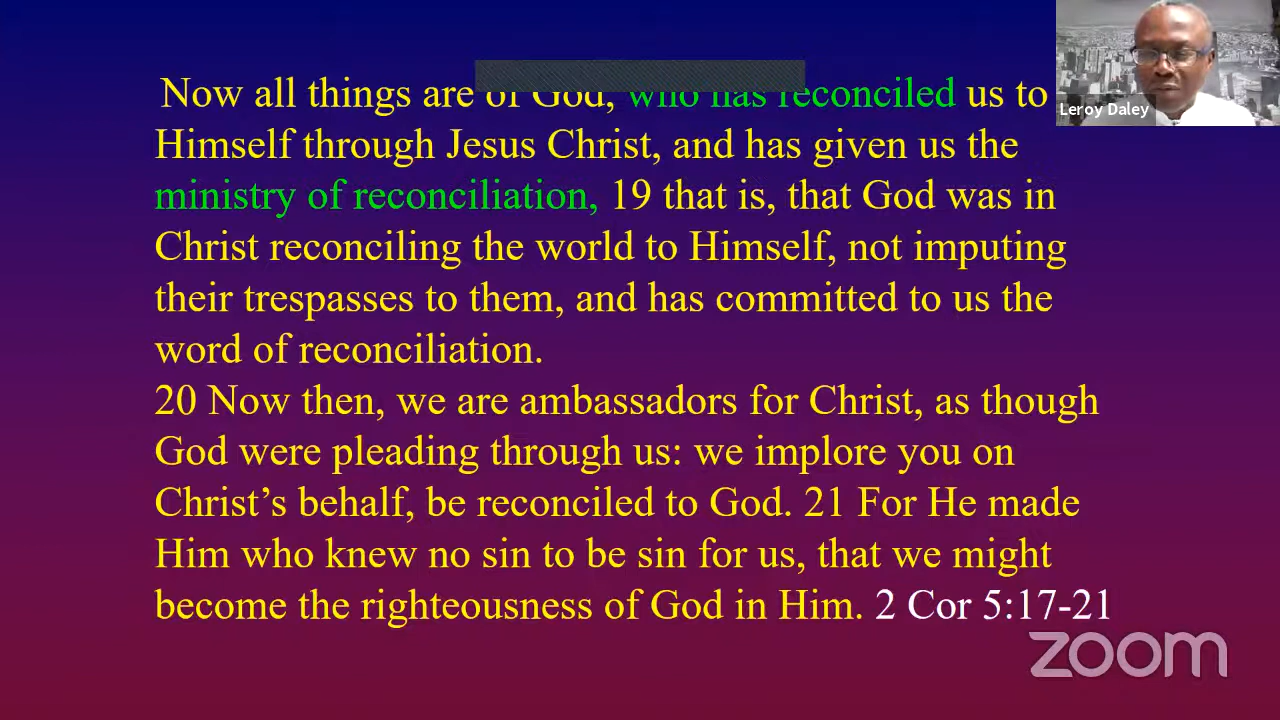 Now all things are of God, who has reconciled us to
Himself through Jesus Christ, and has given us the
ministry of reconciliation, 19 that is, that God was in
Christ reconciling the world to Himself, not imputing
their trespasses to them, and has committed to us the
word of reconciliation.
20 Now then, we are ambassadors for Christ, as though
God were pleading through us: we implore you on
Christ’s behalf, be reconciled to God. 21 For He made
Him who knew no sin to be sin for us, that we might
become the righteousness of God in Him. 2 Cor 5:17-21
Leroy Daley
zoom